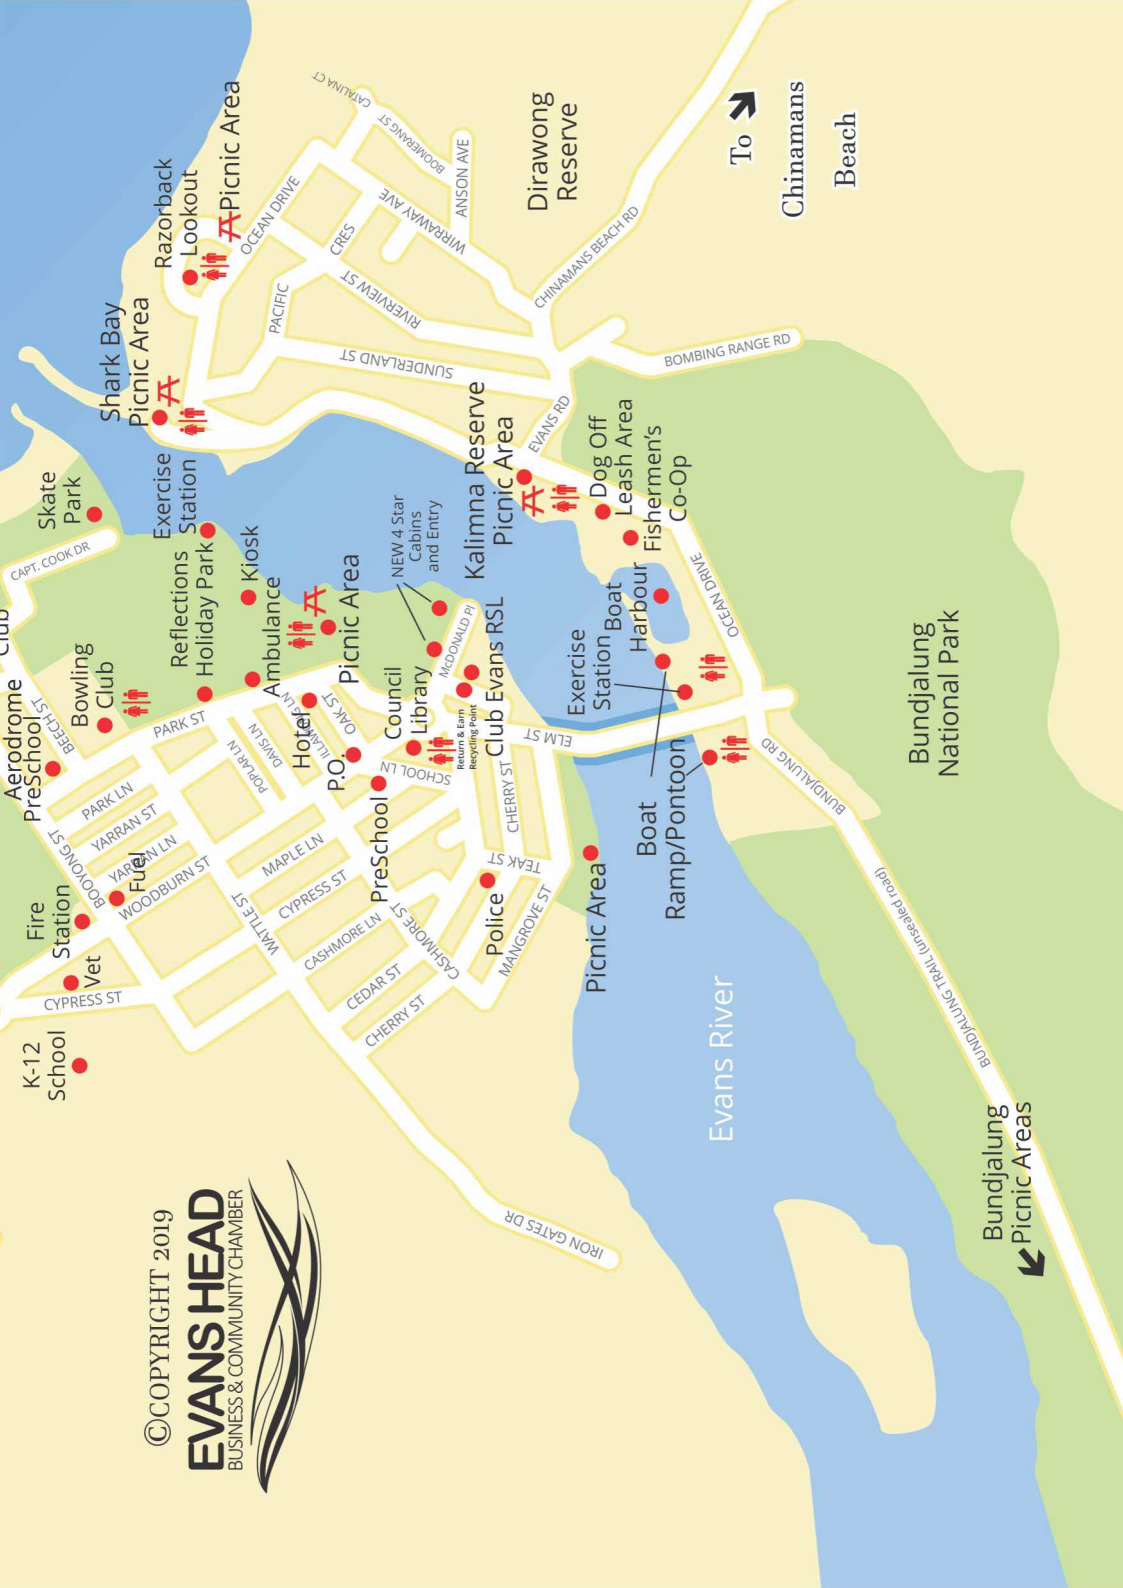 Skate
Park
CAPT. COOK DR
Club
Aerodrome
PreSchool
BEECH ST
Bowling
Club
PARK ST
Fire
Station
Vet
K-12
School
CYPRESS ST
BOOYONG ST
PARK LN
YARRAN ST
YARRAN LN
Fuel
WOODBURN ST
Shark Bay
Picnic Area
Razorback
Lookout
Picnic Area
OCEAN DRIVE
CATALINA CT
BOOMERANG ST
ANSON AVE
WIRRAWAY AVE
PACIFIC
CRES
RIVERVIEW ST
SUNDERLAND ST
CHINAMANS BEACH RD
Dirawong
Reserve
To
Chinamans
Beach
BOMBING RANGE RD
EVANS RD
Exercise
Station
Reflections
Holiday Park
Kiosk
Ambulance
Picnic Area
NEW 4 Star
Cabins
and Entry
McDONALD Pl
Council
Library
Return & Earn
Recycling Point
Club Evans RSL
Kalimna Reserve
Picnic Area
Dog Off
Leash Area
Fishermen's
Co-Op
Boat
Harbour
Exercise
Station
OCEAN DRIVE
POPLAR LN
DAVIS LN
Hotel
OAK ST
P.O.
SCHOOL LN
PreSchool
MAPLE LN
CYPRESS ST
WATTLE ST
CASHMORE LN
CASHMORE ST
CEDAR ST
CHERRY ST
CHERRY ST
TEAK ST
ELM ST
Police
MANGROVE ST
Picnic Area
Boat
Ramp/Pontoon
BUNDJALUNG RD
Bundjalung
National Park
BUNDJALUNG TRAIL (unsealed road)
Evans River
IRON GATES DR
Bundjalung
Picnic Areas
©COPYRIGHT 2019
EVANS HEAD
BUSINESS & COMMUNITY CHAMBER